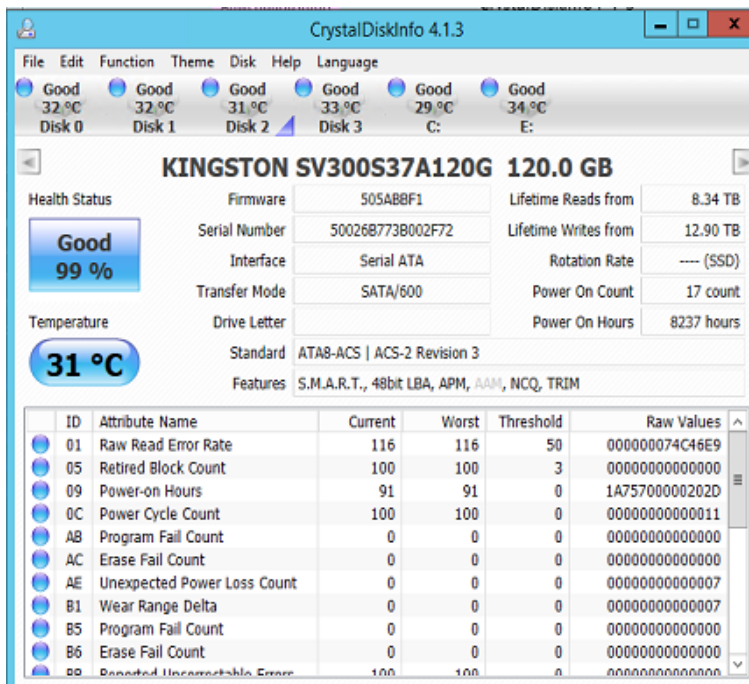 CrystalDiskInfo 4.1.3
File Edit Function Theme Disk Help Language
Good Good Good Good Good Good
32 °C 32 °C 31 °C 33 °C 29 °C 34 °C
Disk 0 Disk 1 Disk 2 Disk 3 C: E:
KINGSTON SV300S37A120G 120.0 GB
Health Status
Good
99 %
Temperature
31 °C
Firmware 505ABBF1 Lifetime Reads from 8.34 TB
Serial Number 50026B773B002F72 Lifetime Writes from 12.90 TB
Interface Serial ATA Rotation Rate ---- (SSD)
Transfer Mode SATA/600 Power On Count 17 count
Drive Letter Power On Hours 8237 hours
Standard ATA8-ACS | ACS-2 Revision 3
Features S.M.A.R.T., 48bit LBA, APM, AAM, NCQ, TRIM
ID Attribute Name Current Worst Threshold Raw Values
01 Raw Read Error Rate 116 116 50 000000074C46E9
05 Retired Block Count 100 100 3 00000000000000
09 Power-on Hours 91 91 0 1A75700000202D
0C Power Cycle Count 100 100 0 00000000000011
AB Program Fail Count 0 0 0 00000000000000
AC Erase Fail Count 0 0 0 00000000000000
AE Unexpected Power Loss Count 0 0 0 00000000000007
B1 Wear Range Delta 0 0 0 00000000000007
B5 Program Fail Count 0 0 0 00000000000000
B6 Erase Fail Count 0 0 0 00000000000000
Reported Uncorrectable Errors 100 100 0 00000000000000